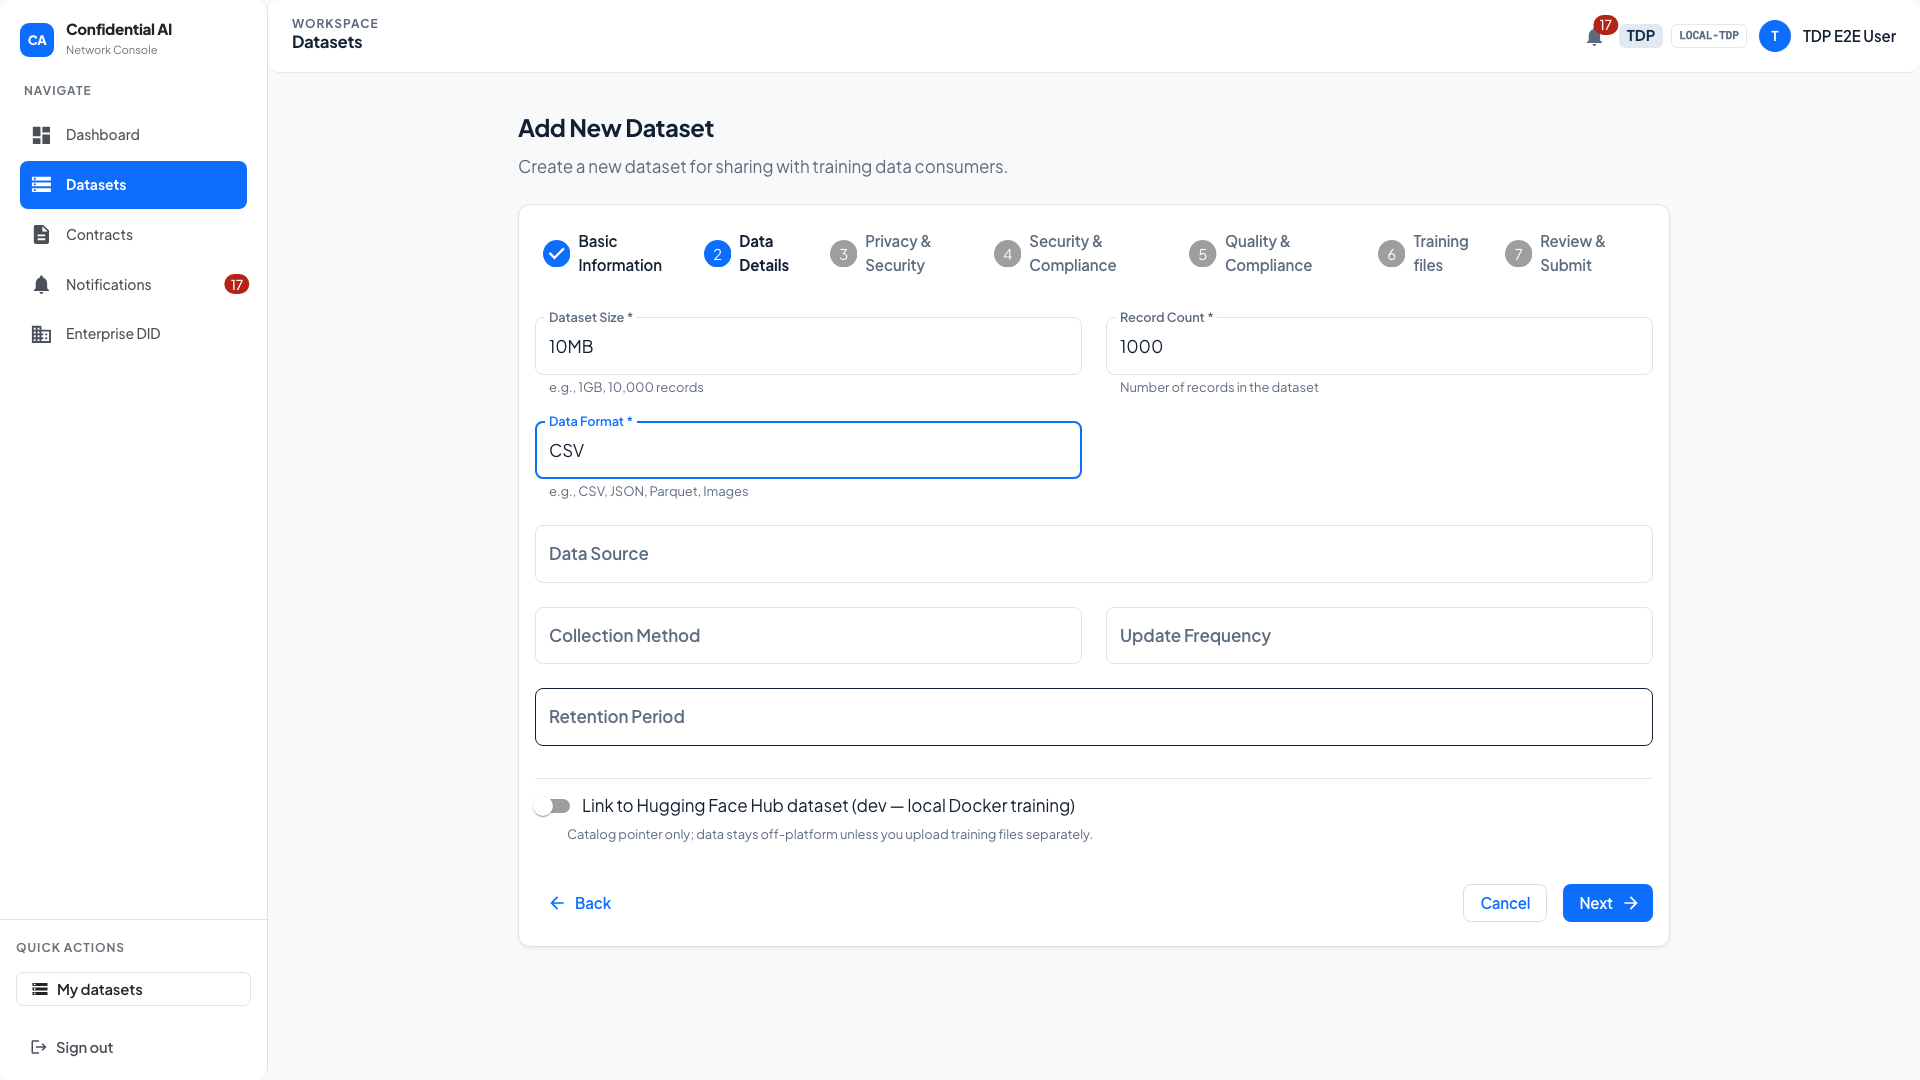 CA
Confidential AI
Network Console
NAVIGATE
Dashboard
Datasets
Contracts
Notifications
17
Enterprise DID
QUICK ACTIONS
My datasets
Sign out
WORKSPACE
Datasets
17
TDP
LOCAL-TDP
T
TDP E2E User
Add New Dataset
Create a new dataset for sharing with training data consumers.
Basic
Information
2
Data
Details
3
Privacy &
Security
4
Security &
Compliance
5
Quality &
Compliance
6
Training
files
7
Review &
Submit
Dataset Size *
10MB
e.g., 1GB, 10,000 records
Record Count *
1000
Number of records in the dataset
Data Format *
CSV
e.g., CSV, JSON, Parquet, Images
Data Source
Collection Method
Update Frequency
Retention Period
Link to Hugging Face Hub dataset (dev — local Docker training)
Catalog pointer only; data stays off-platform unless you upload training files separately.
Back
Cancel
Next